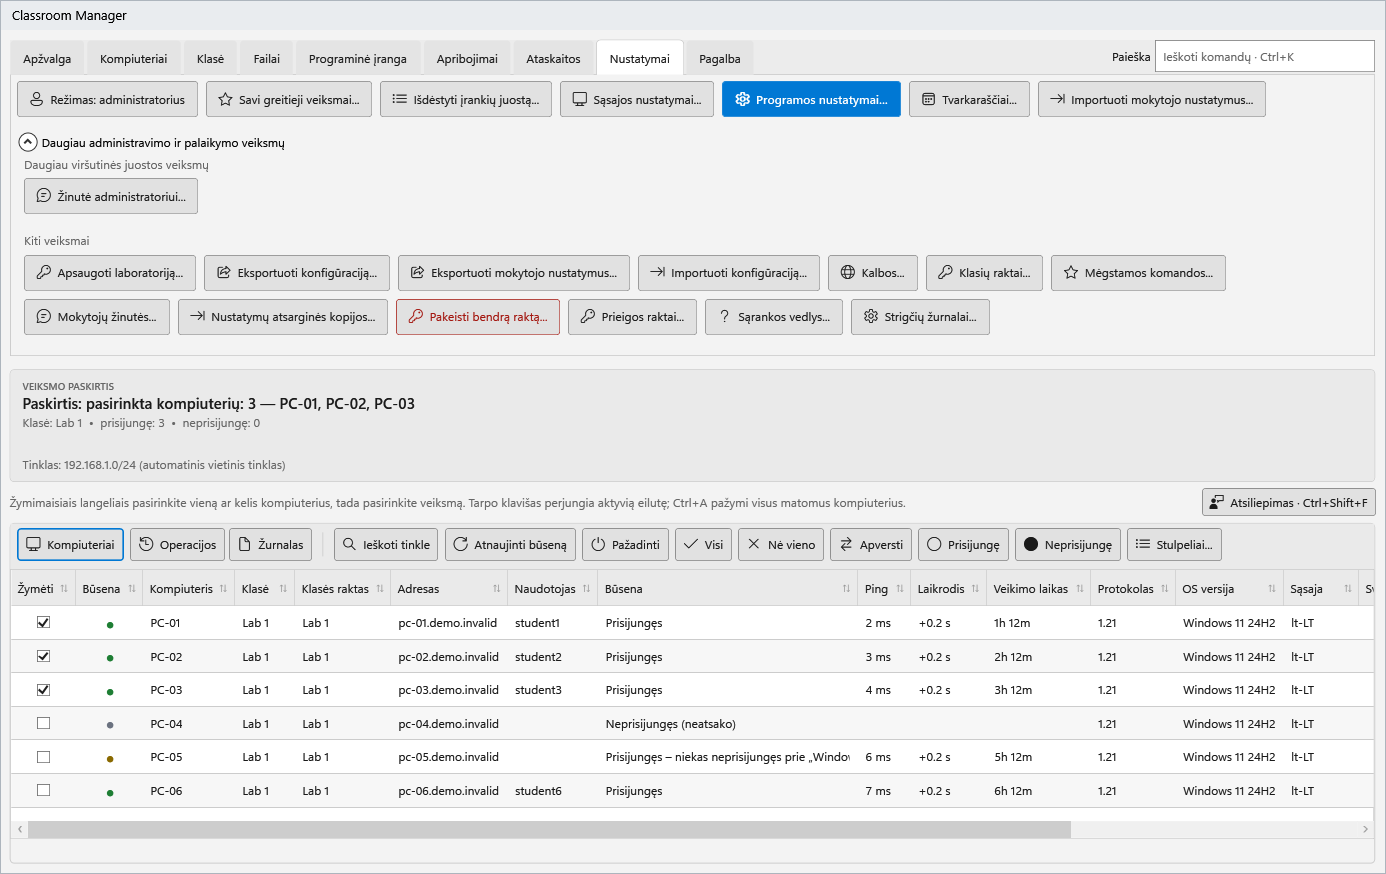 Classroom Manager
Apžvalga Kompiuteriai Klasė Failai Programinė įranga Apribojimai Ataskaitos Nustatymai Pagalba Paieška Ieškoti komandų · Ctrl+K
Režimas: administratorius Savi greitieji veiksmai... Išdėstyti įrankių juostą... Sąsajos nustatymai... Programos nustatymai... Tvarkaraščiai... Importuoti mokytojo nustatymus...
Daugiau administravimo ir palaikymo veiksmų
Daugiau viršutinės juostos veiksmų
Žinutė administratoriui...
Kiti veiksmai
Apsaugoti laboratoriją... Eksportuoti konfigūraciją... Eksportuoti mokytojo nustatymus... Importuoti konfigūraciją... Kalbos... Klasių raktai... Mėgstamos komandos...
Mokytojų žinutės... Nustatymų atsarginės kopijos... Pakeisti bendrą raktą... Prieigos raktai... ? Sąrankos vedlys... Strigčių žurnalai...
VEIKSMO PASKIRTIS
Paskirtis: pasirinkta kompiuterių: 3 — PC-01, PC-02, PC-03
Klasė: Lab 1 • prisijungę: 3 • neprisijungę: 0
Tinklas: 192.168.1.0/24 (automatinis vietinis tinklas)
Žymimaisiais langeliais pasirinkite vieną ar kelis kompiuterius, tada pasirinkite veiksmą. Tarpo klavišas perjungia aktyvią eilutę; Ctrl+A pažymi visus matomus kompiuterius.
Atsiliepimas · Ctrl+Shift+F
Kompiuteriai Operacijos Žurnalas Ieškoti tinkle Atnaujinti būseną Pažadinti Visi Nė vieno Apversti Prisijungę Neprisijungę Stulpeliai...
Žymėti Būsena Kompiuteris Klasė Klasės raktas Adresas Naudotojas Būsena Ping Laikrodis Veikimo laikas Protokolas OS versija Sąsaja
PC-01 Lab 1 Lab 1 pc-01.demo.invalid student1 Prisijungęs 2 ms +0.2 s 1h 12m 1.21 Windows 11 24H2 lt-LT
PC-02 Lab 1 Lab 1 pc-02.demo.invalid student2 Prisijungęs 3 ms +0.2 s 2h 12m 1.21 Windows 11 24H2 lt-LT
PC-03 Lab 1 Lab 1 pc-03.demo.invalid student3 Prisijungęs 4 ms +0.2 s 3h 12m 1.21 Windows 11 24H2 lt-LT
PC-04 Lab 1 Lab 1 pc-04.demo.invalid Neprisijungęs (neatsako) 1.21 Windows 11 24H2 lt-LT
PC-05 Lab 1 Lab 1 pc-05.demo.invalid Prisijungęs – niekas neprisijungęs prie 6 ms +0.2 s 5h 12m 1.21 Windows 11 24H2 lt-LT
PC-06 Lab 1 Lab 1 pc-06.demo.invalid student6 Prisijungęs 7 ms +0.2 s 6h 12m 1.21 Windows 11 24H2 lt-LT